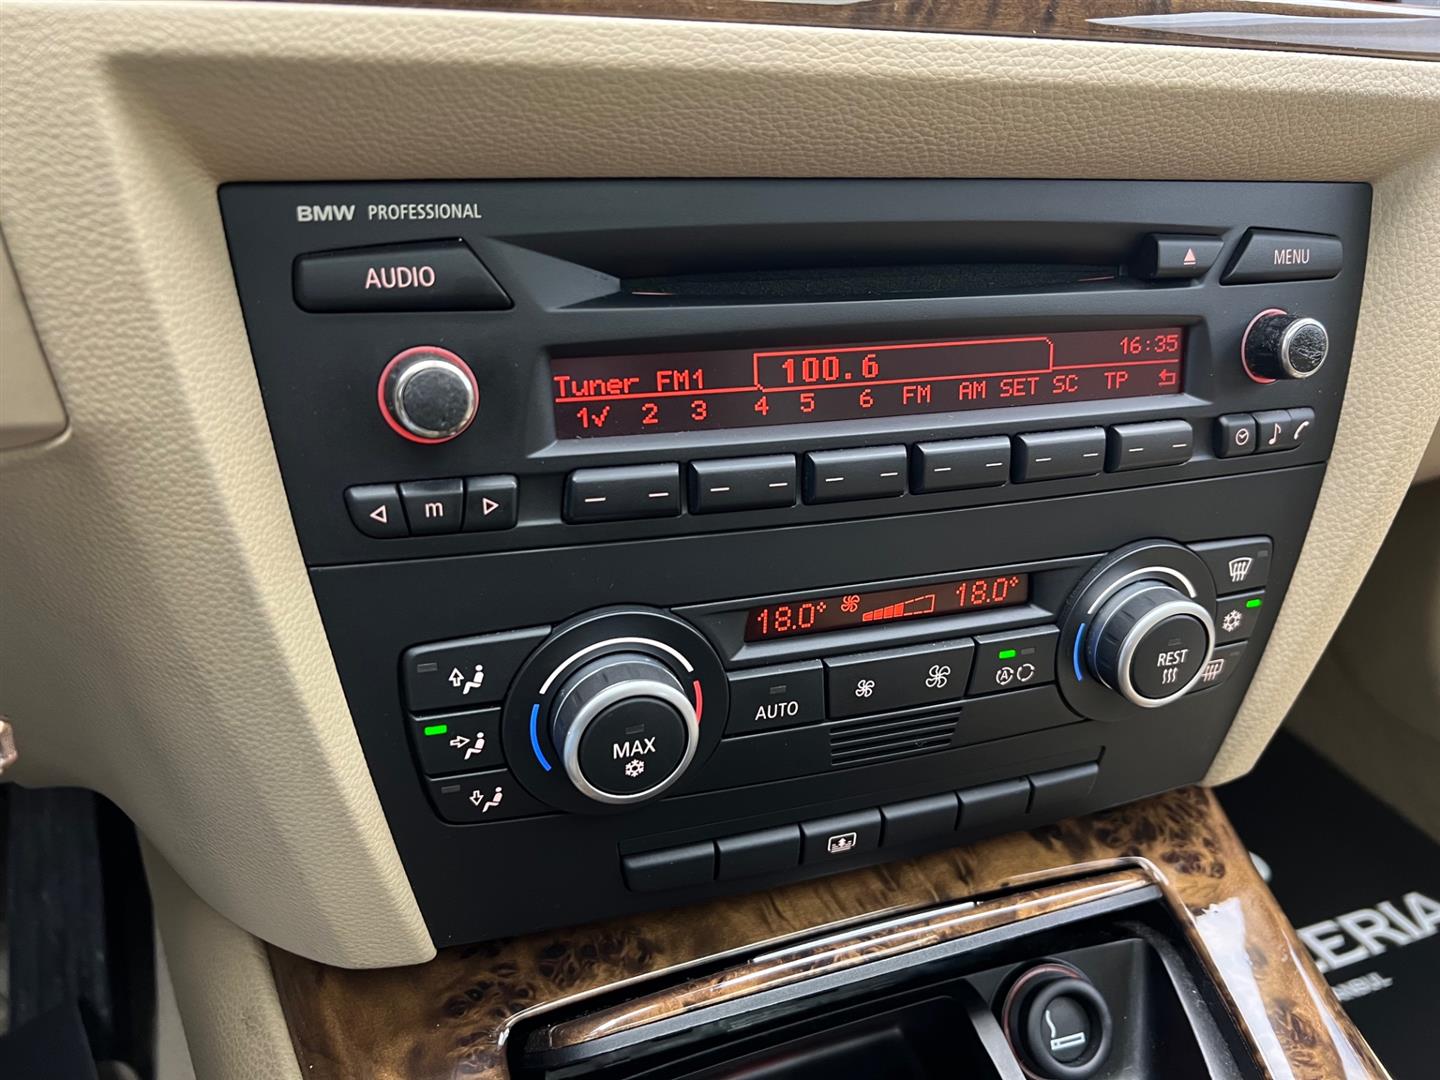 BMW PROFESSIONAL
AUDIO
MENU
Tuner FM1 100.6 16:35
1✓ 2 3 4 5 6 FM AM SET SC TP
m
18.0° 18.0°
AUTO
A
REST
MAX